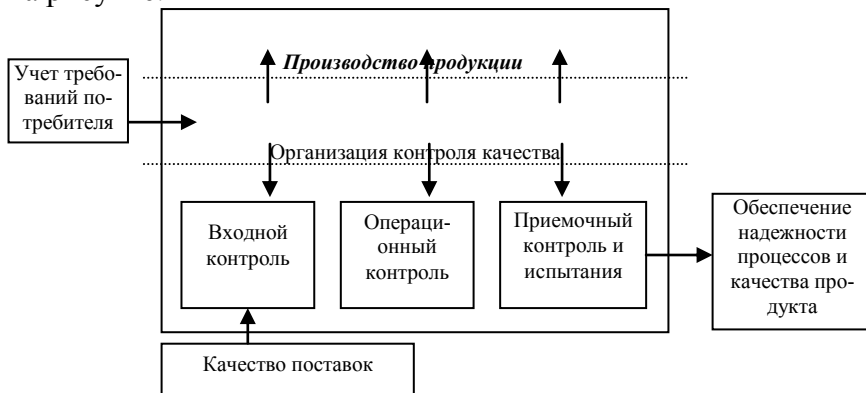 Производство продукции
Учет требо-
ваний по-
требителя
Организация контроля качества
Входной
контроль
Операци-
онный
контроль
Приемочный
контроль и
испытания
Обеспечение
надежности
процессов и
качества про-
дукта
Качество поставок